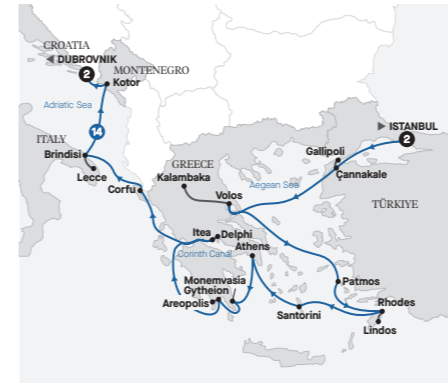 CROATIA
DUBROVNIK
2
MONTENEGRO
Kotor
Adriatic Sea
14
ISTANBUL
2
ITALY
Brindisi
Lecce
Gallipoli
Çannakale
GREECE
Kalambaka
Aegean Sea
Corfu
Volos
TÜRKIYE
Itea
Delphi
Athens
Corinth Canal
Monemvasia
Gytheion
Areopolis
Patmos
Santorini
Rhodes
Lindos